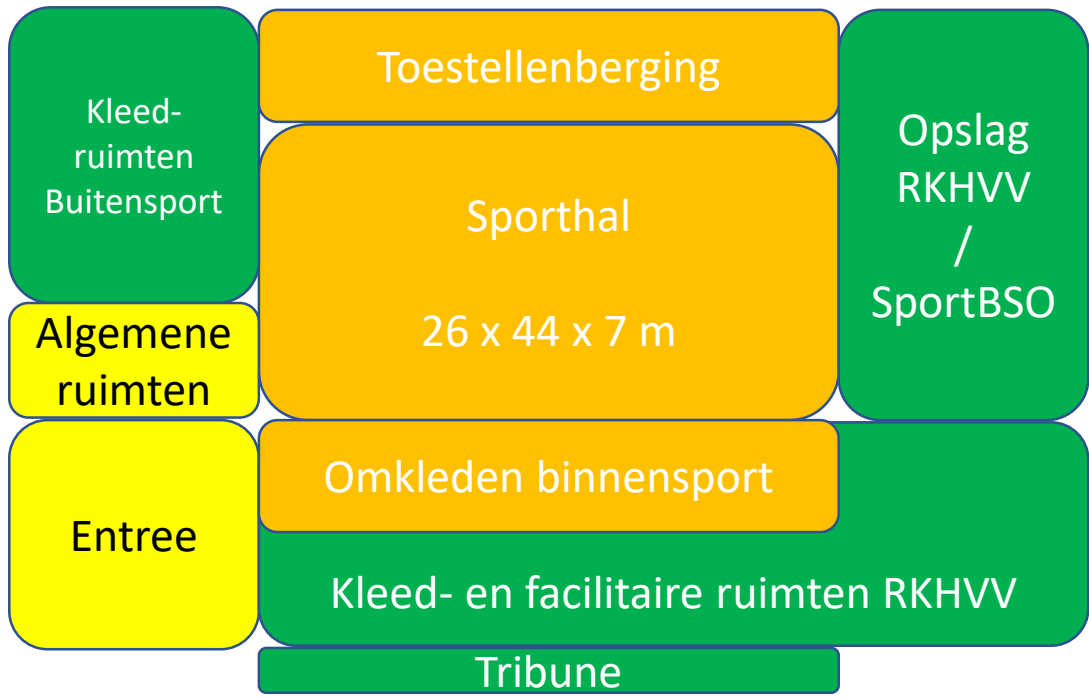 Toestellenberging
Kleed-
ruimten
Buitensport
Opslag
RKHVV
/
SportBSO
Sporthal
26 x 44 x 7 m
Algemene
ruimten
Omkleden binnensport
Entree
Kleed- en facilitaire ruimten RKHVV
Tribune